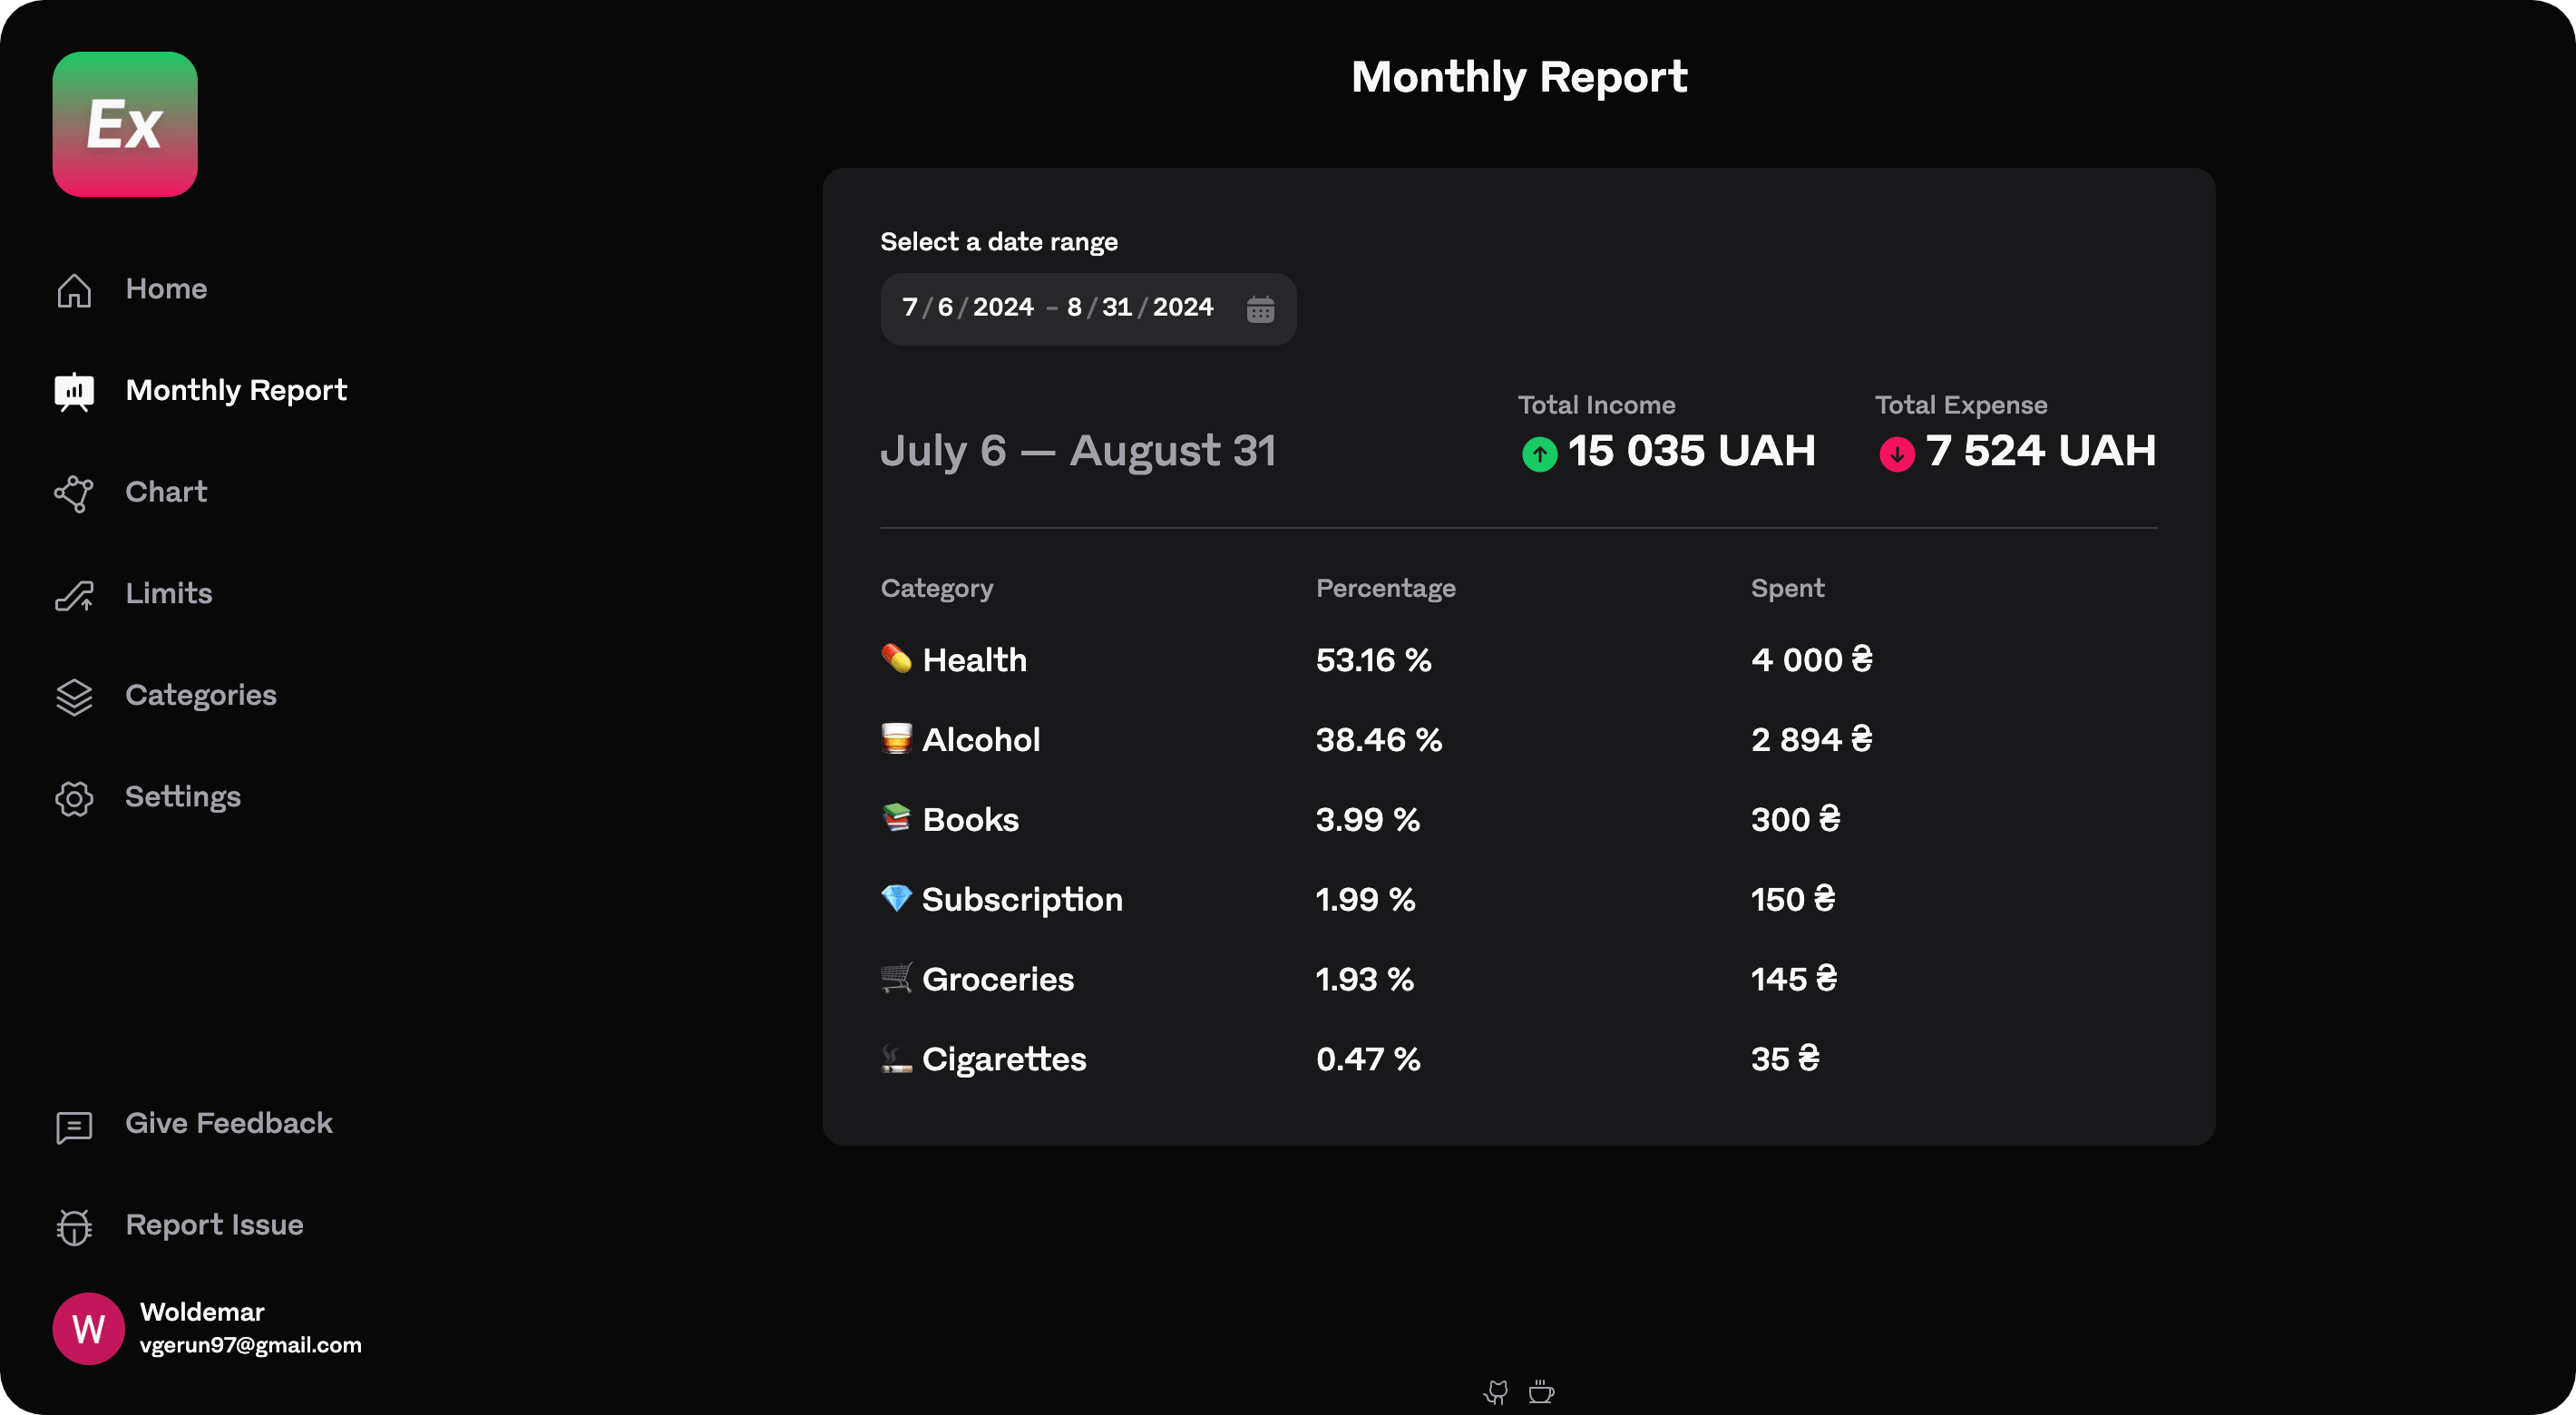 Ex
Home
Monthly Report
Chart
Limits
Categories
Settings
Give Feedback
Report Issue
W
Woldemar
vgerun97@gmail.com
Monthly Report
Select a date range
7/6/2024 – 8/31/2024
Total Income
Total Expense
July 6 — August 31
15 035 UAH
7 524 UAH
Category Percentage Spent
Health 53.16 % 4 000 ₴
Alcohol 38.46 % 2 894 ₴
Books 3.99 % 300 ₴
Subscription 1.99 % 150 ₴
Groceries 1.93 % 145 ₴
Cigarettes 0.47 % 35 ₴